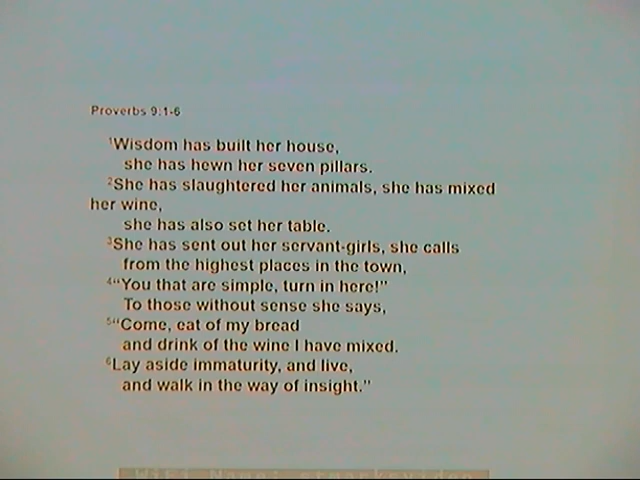 Proverbs 9:1-6
¹Wisdom has built her house,
she has hewn her seven pillars.
²She has slaughtered her animals, she has mixed
her wine,
she has also set her table.
³She has sent out her servant-girls, she calls
from the highest places in the town,
⁴“You that are simple, turn in here!”
To those without sense she says,
⁵“Come, eat of my bread
and drink of the wine I have mixed.
⁶Lay aside immaturity, and live,
and walk in the way of insight.”